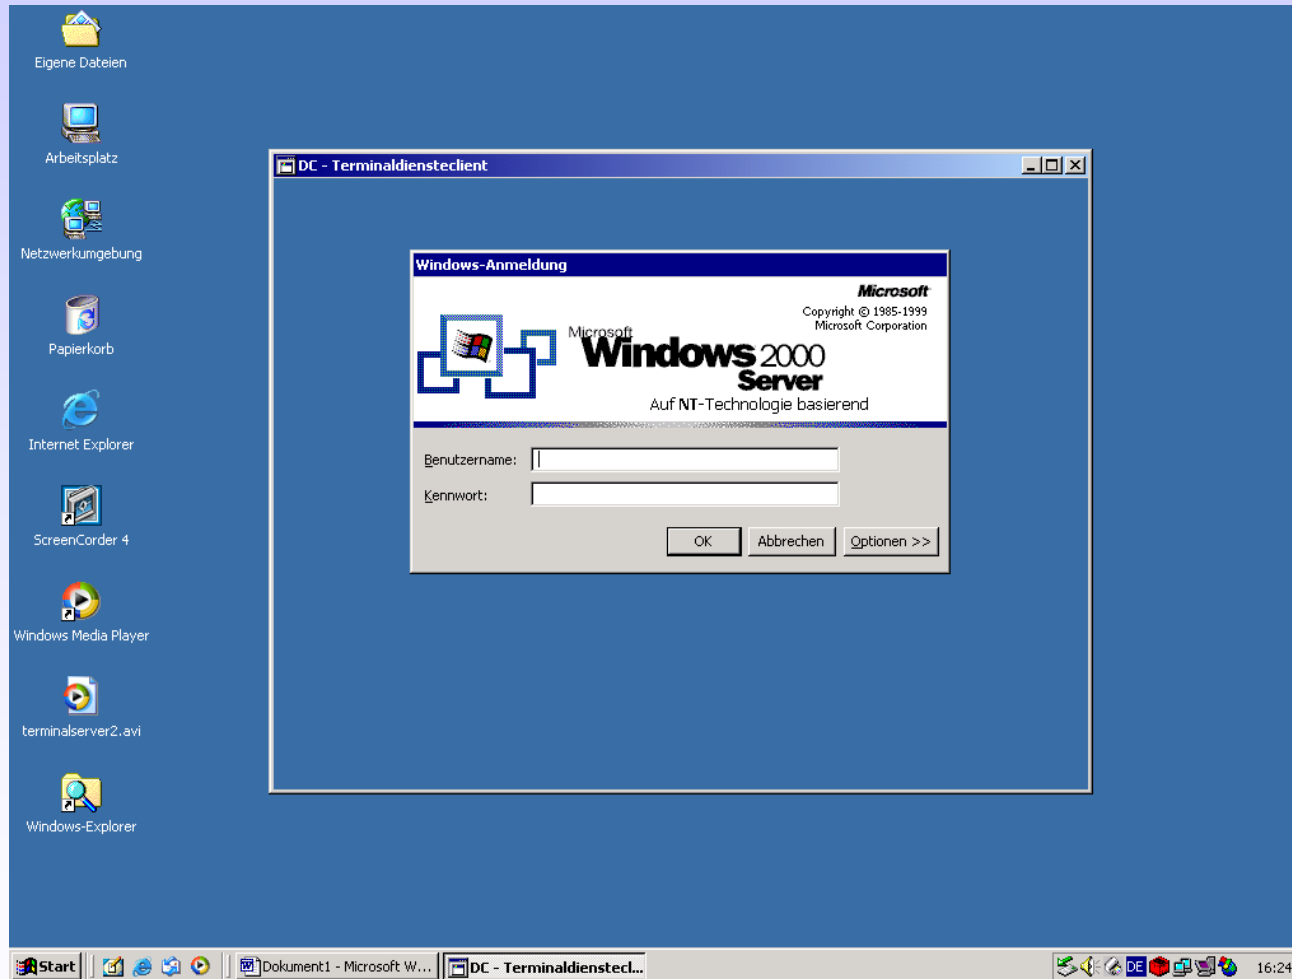 Eigene Dateien
Arbeitsplatz
Netzwerkumgebung
Papierkorb
Internet Explorer
ScreenCorder 4
Windows Media Player
terminalserver2.avi
Windows-Explorer
DC - Terminaldiensteclient
Windows-Anmeldung
Microsoft
Copyright © 1985-1999
Microsoft Corporation
Microsoft
Windows 2000
Server
Auf NT-Technologie basierend
Benutzername:
Kennwort:
OK Abbrechen Optionen >>
Start Dokument1 - Microsoft W... DC - Terminaldienstecl... DE 16:24